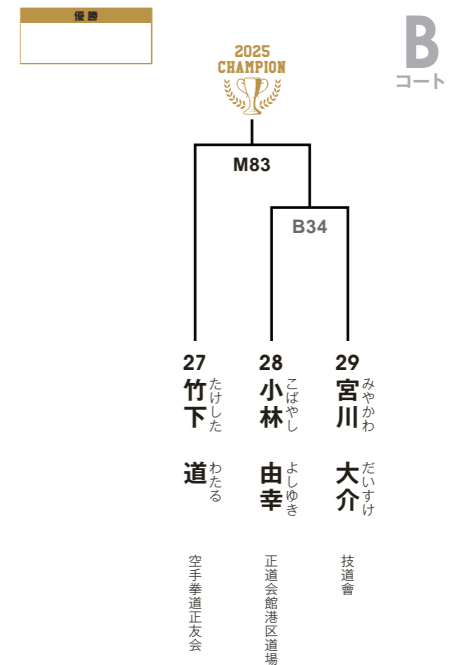 優勝
B
コート
2025
CHAMPION
M83
B34
27
竹下 道
たけした わたる
空手拳道正友会
28
小林 由幸
こばやし よしゆき
正道会館港区道場
29
宮川 大介
みやかわ だいすけ
技道會